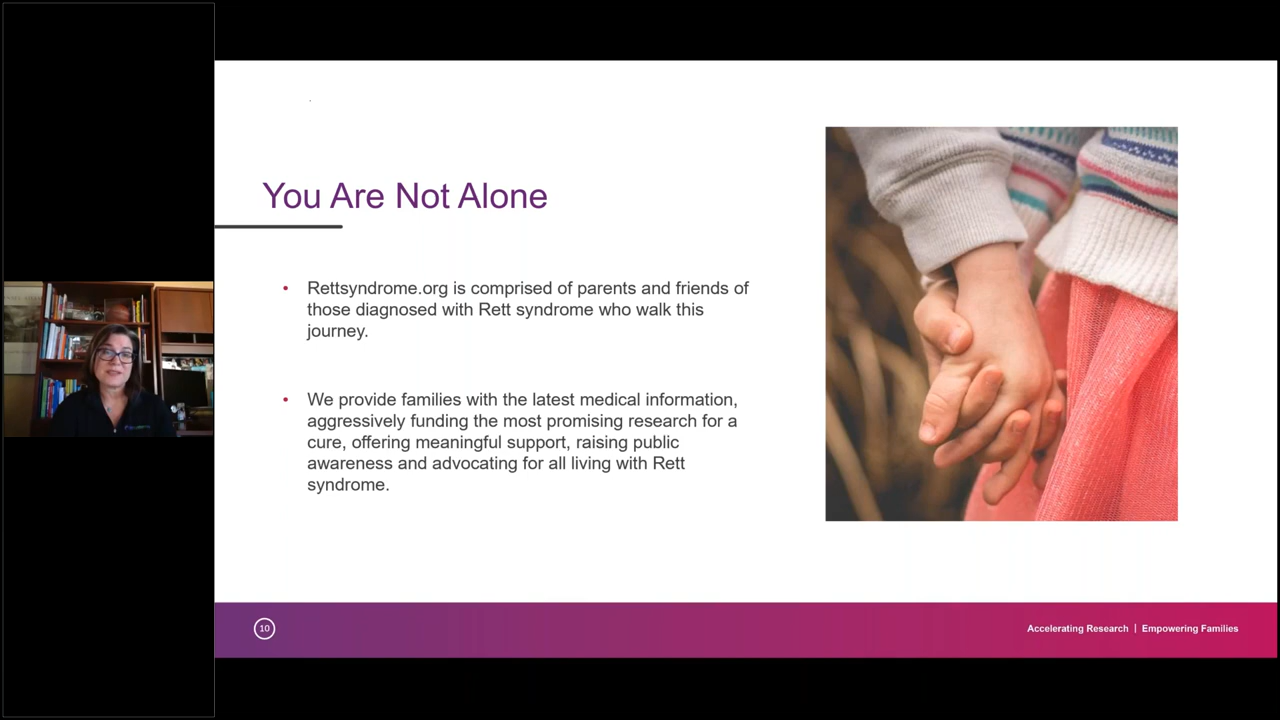 You Are Not Alone
• Rettsyndrome.org is comprised of parents and friends of
those diagnosed with Rett syndrome who walk this
journey.
• We provide families with the latest medical information,
aggressively funding the most promising research for a
cure, offering meaningful support, raising public
awareness and advocating for all living with Rett
syndrome.
10
Accelerating Research | Empowering Families